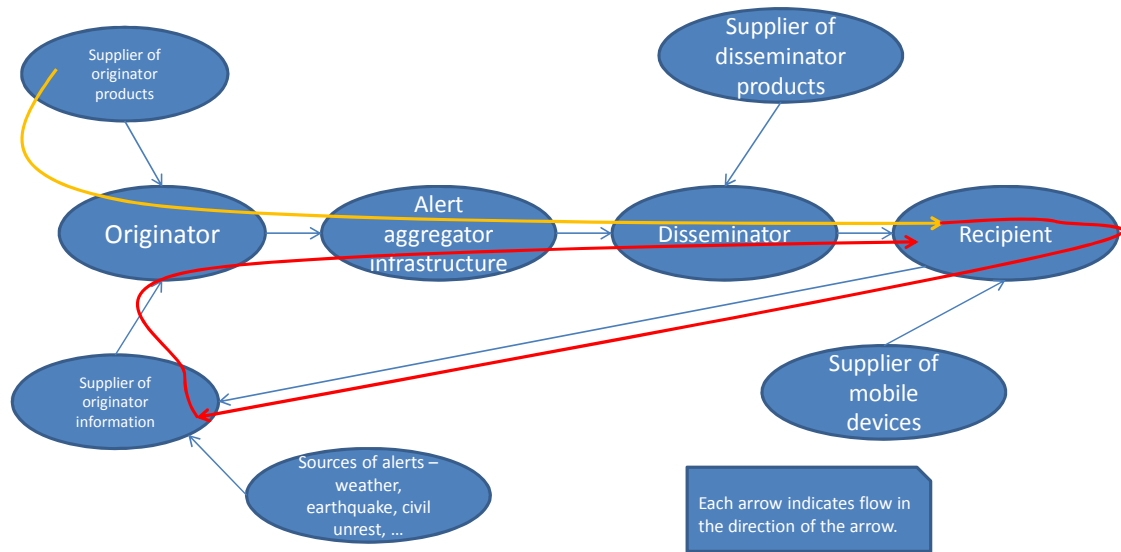 Supplier of
originator
products
Supplier of
disseminator
products
Originator
Alert
aggregator
infrastructure
Disseminator
Recipient
Supplier of
originator
information
Supplier of
mobile
devices
Sources of alerts –
weather,
earthquake, civil
unrest, …
Each arrow indicates flow in
the direction of the arrow.